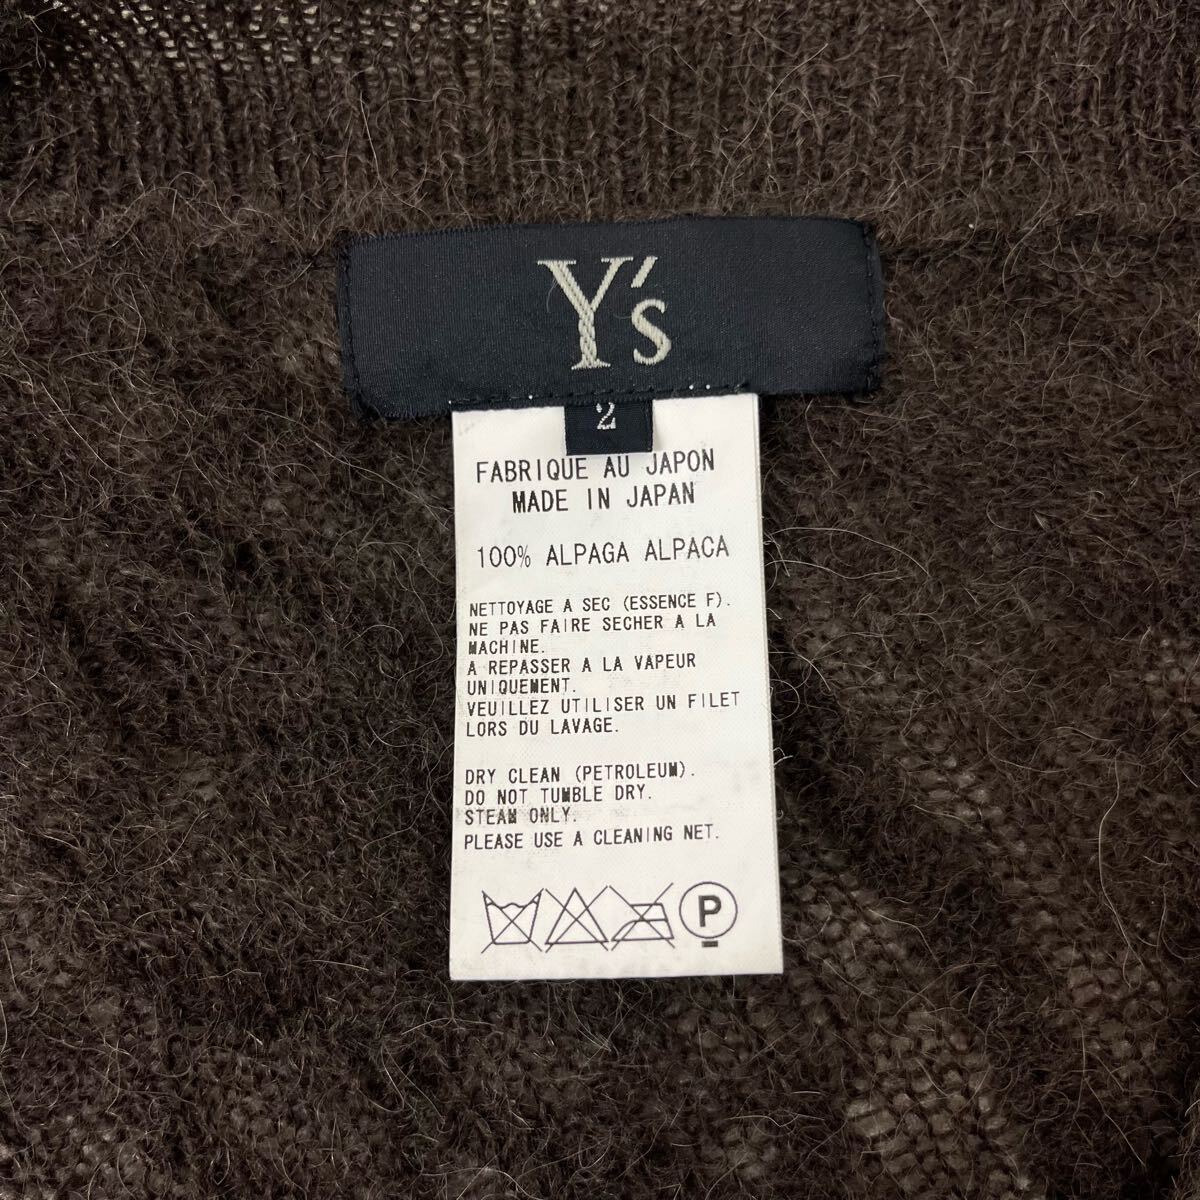 Y's
2
FABRIQUE AU JAPON
MADE IN JAPAN
100% ALPAGA ALPACA
NETTOYAGE A SEC (ESSENCE F).
NE PAS FAIRE SECHER A LA
MACHINE.
A REPASSER A LA VAPEUR
UNIQUEMENT.
VEUILLEZ UTILISER UN FILET
LORS DU LAVAGE.
DRY CLEAN (PETROLEUM).
DO NOT TUMBLE DRY.
STEAM ONLY.
PLEASE USE A CLEANING NET.
P